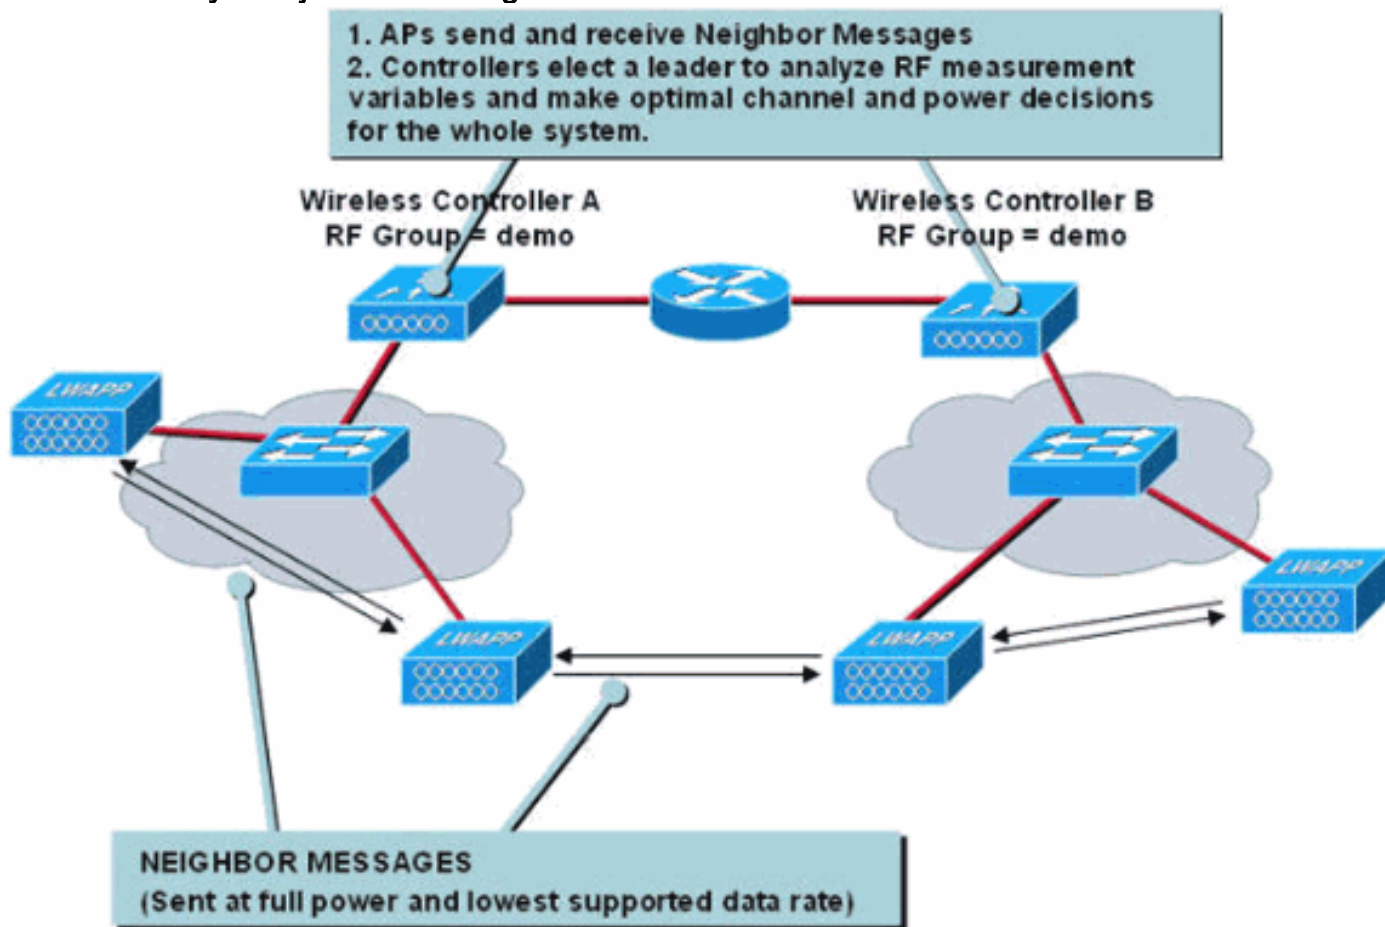 1. APs send and receive Neighbor Messages
2. Controllers elect a leader to analyze RF measurement
variables and make optimal channel and power decisions
for the whole system.
Wireless Controller A
RF Group = demo
Wireless Controller B
RF Group = demo
LWAPP
LWAPP
LWAPP
LWAPP
NEIGHBOR MESSAGES
(Sent at full power and lowest supported data rate)